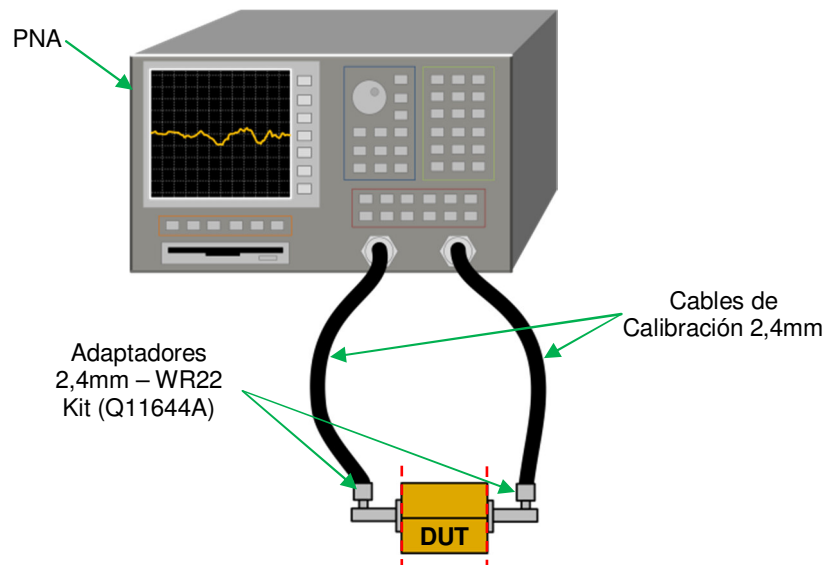 PNA
Cables de
Calibración 2,4mm
Adaptadores
2,4mm – WR22
Kit (Q11644A)
DUT